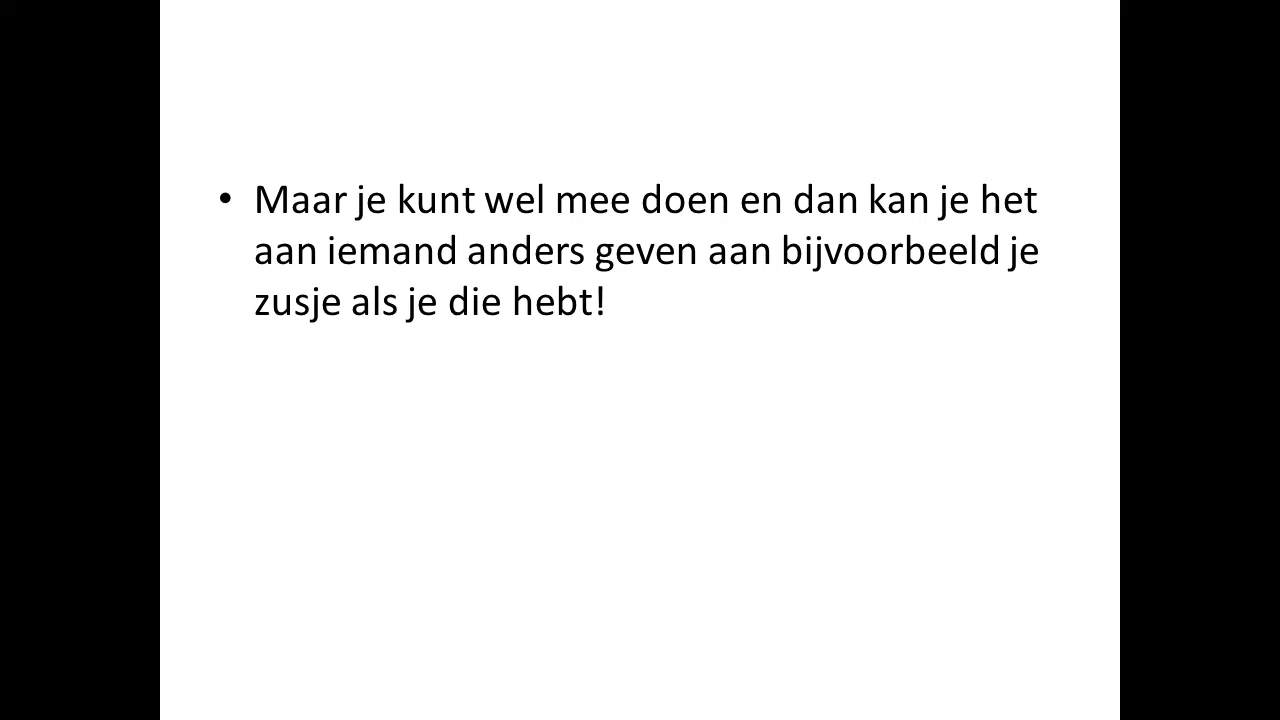 • Maar je kunt wel mee doen en dan kan je het
aan iemand anders geven aan bijvoorbeeld je
zusje als je die hebt!